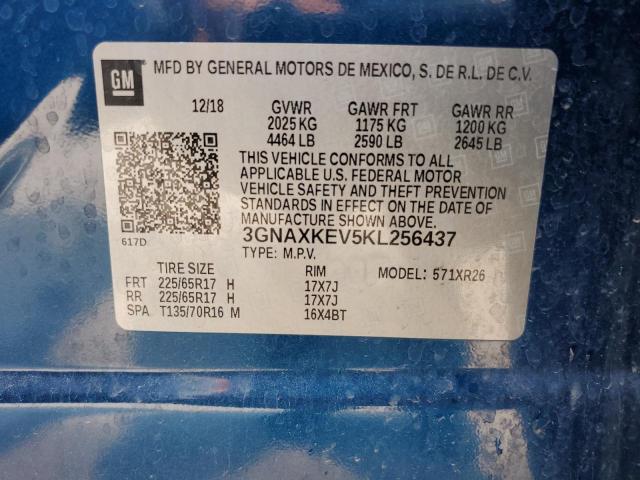 GM MFD BY GENERAL MOTORS DE MEXICO, S. DE R.L. DE C.V.
12/18 GVWR GAWR FRT GAWR RR
2025 KG 1175 KG 1200 KG
4464 LB 2590 LB 2645 LB
THIS VEHICLE CONFORMS TO ALL
APPLICABLE U.S. FEDERAL MOTOR
VEHICLE SAFETY AND THEFT PREVENTION
STANDARDS IN EFFECT ON THE DATE OF
MANUFACTURE SHOWN ABOVE.
617D 3GNAXKEV5KL256437
TYPE: M.P.V.
TIRE SIZE RIM MODEL: 571XR26
FRT 225/65R17 H 17X7J
RR 225/65R17 H 17X7J
SPA T135/70R16 M 16X4BT